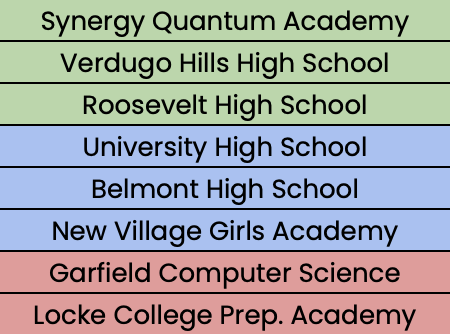 Synergy Quantum Academy
Verdugo Hills High School
Roosevelt High School
University High School
Belmont High School
New Village Girls Academy
Garfield Computer Science
Locke College Prep. Academy